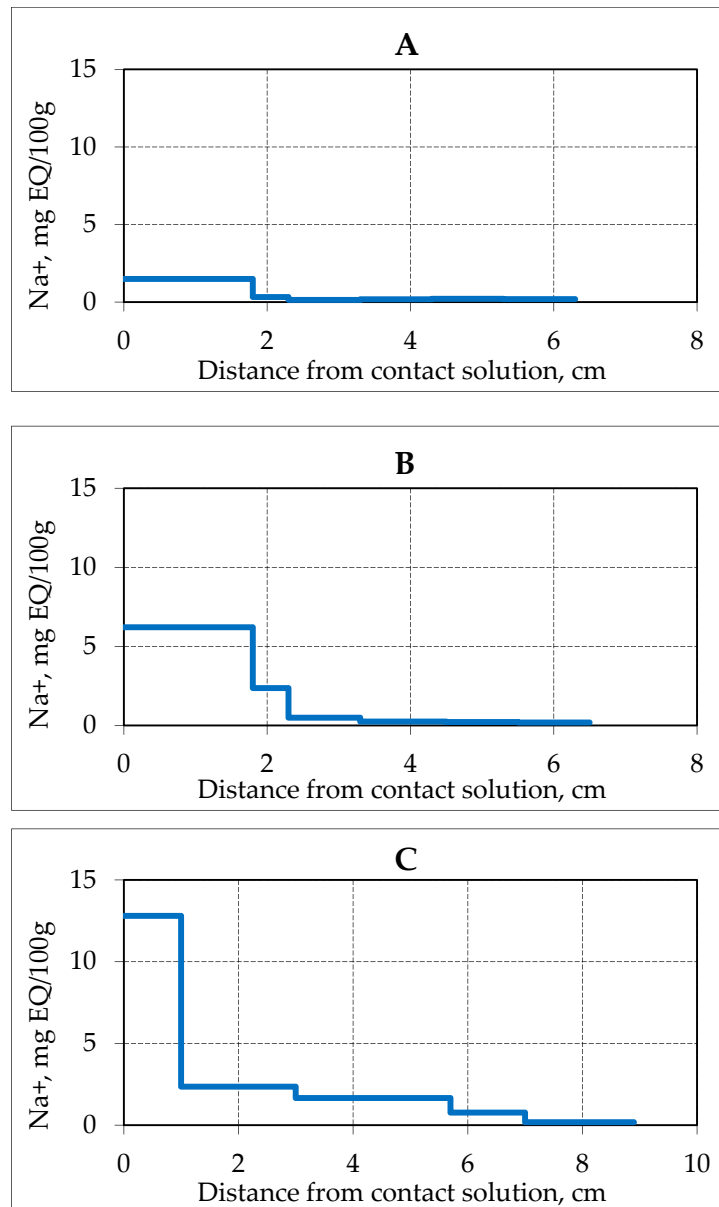 A
15
10
5
0
Na+, mg EQ/100g
0 2 4 6 8
Distance from contact solution, cm
B
15
10
5
0
Na+, mg EQ/100g
0 2 4 6 8
Distance from contact solution, cm
C
15
10
5
0
Na+, mg EQ/100g
0 2 4 6 8 10
Distance from contact solution, cm